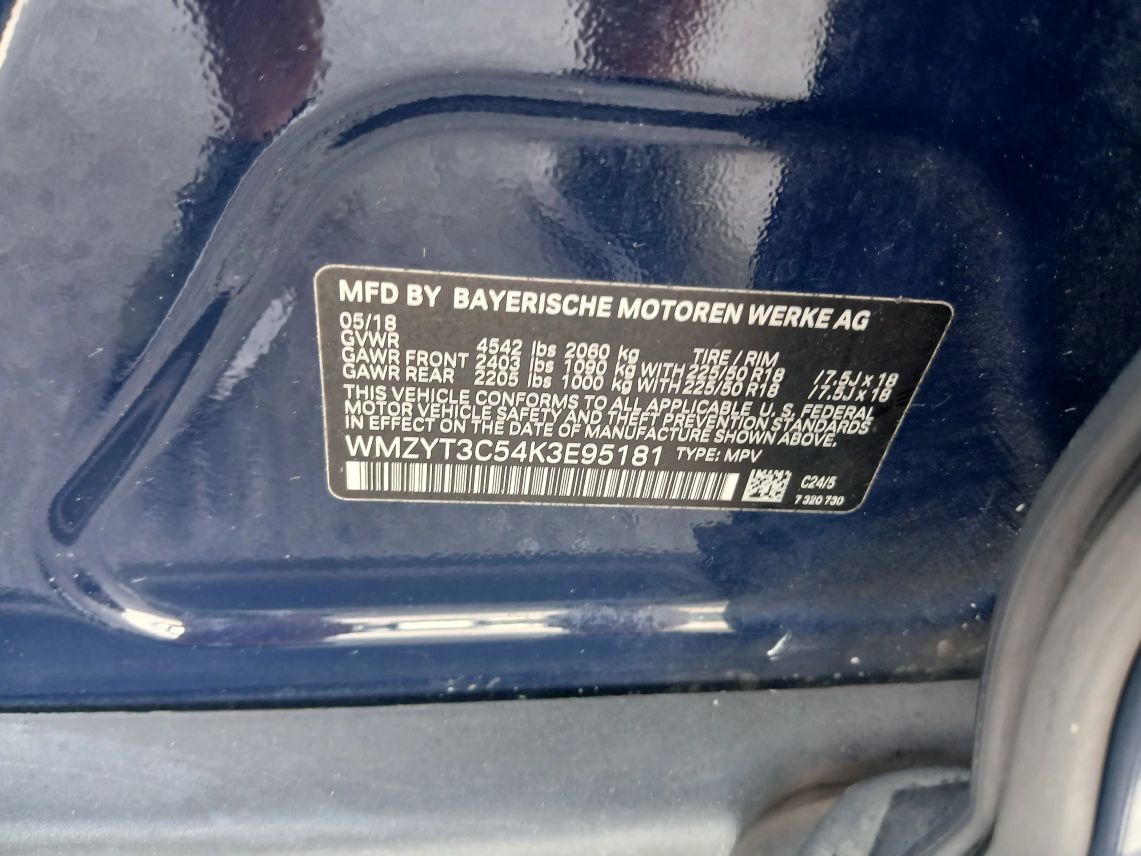 MFD BY BAYERISCHE MOTOREN WERKE AG
05/18
GVWR 4542 lbs 2060 kg TIRE / RIM
GAWR FRONT 2403 lbs 1090 kg WITH 225/50 R18 / 7.5J x 18
GAWR REAR 2205 lbs 1000 kg WITH 225/50 R18 / 7.5J x 18
THIS VEHICLE CONFORMS TO ALL APPLICABLE U. S. FEDERAL
MOTOR VEHICLE SAFETY AND THEFT PREVENTION STANDARDS
IN EFFECT ON THE DATE OF MANUFACTURE SHOWN ABOVE.
WMZYT3C54K3E95181 TYPE: MPV
C24/5
7 320 730